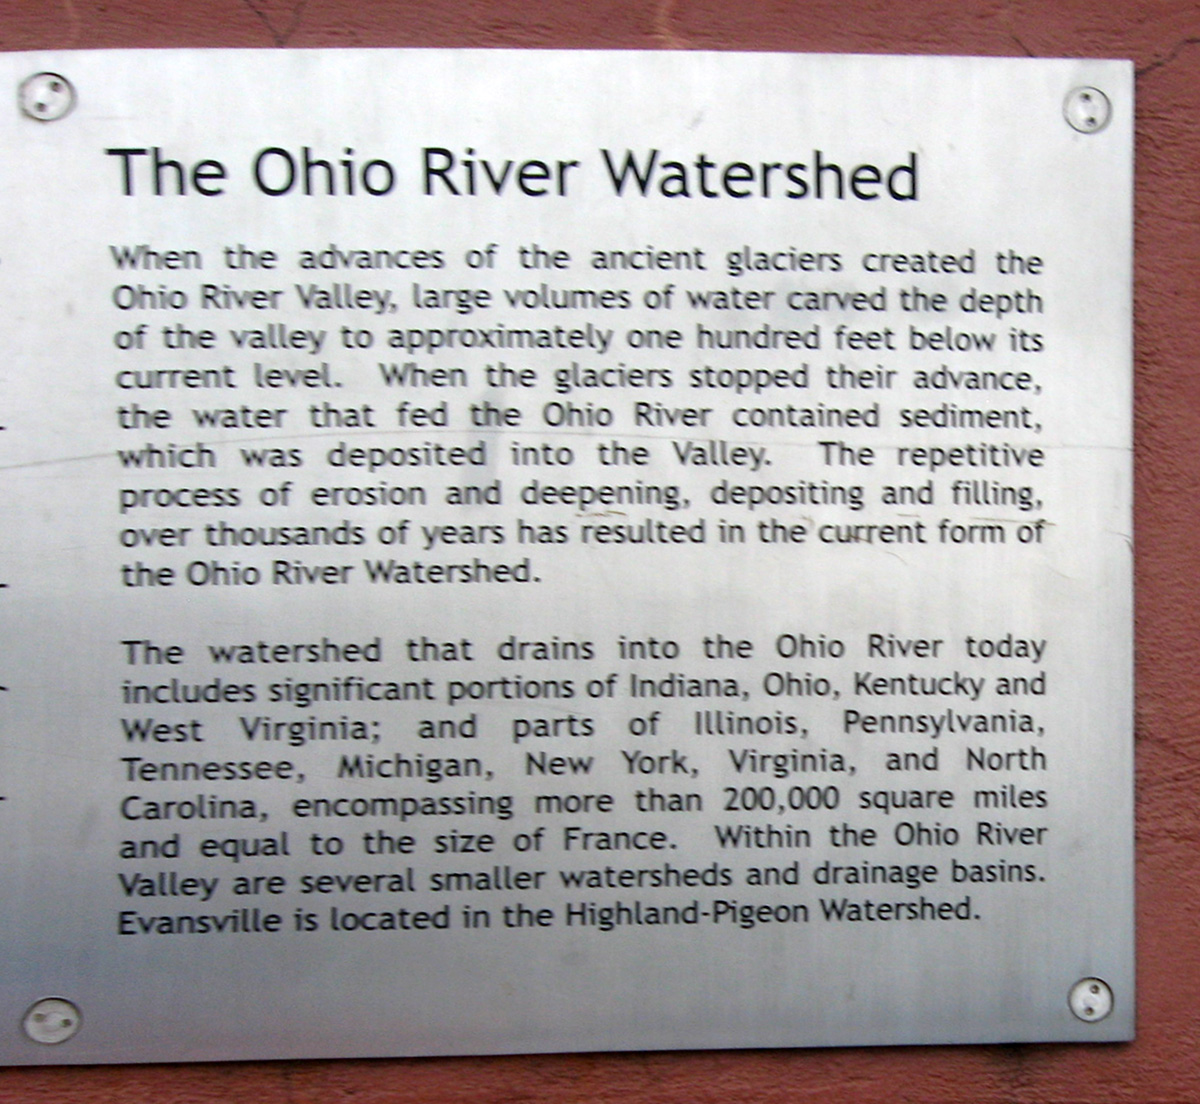 The Ohio River Watershed
When the advances of the ancient glaciers created the
Ohio River Valley, large volumes of water carved the depth
of the valley to approximately one hundred feet below its
current level. When the glaciers stopped their advance,
the water that fed the Ohio River contained sediment,
which was deposited into the Valley. The repetitive
process of erosion and deepening, depositing and filling,
over thousands of years has resulted in the current form of
the Ohio River Watershed.
The watershed that drains into the Ohio River today
includes significant portions of Indiana, Ohio, Kentucky and
West Virginia; and parts of Illinois, Pennsylvania,
Tennessee, Michigan, New York, Virginia, and North
Carolina, encompassing more than 200,000 square miles
and equal to the size of France. Within the Ohio River
Valley are several smaller watersheds and drainage basins.
Evansville is located in the Highland-Pigeon Watershed.